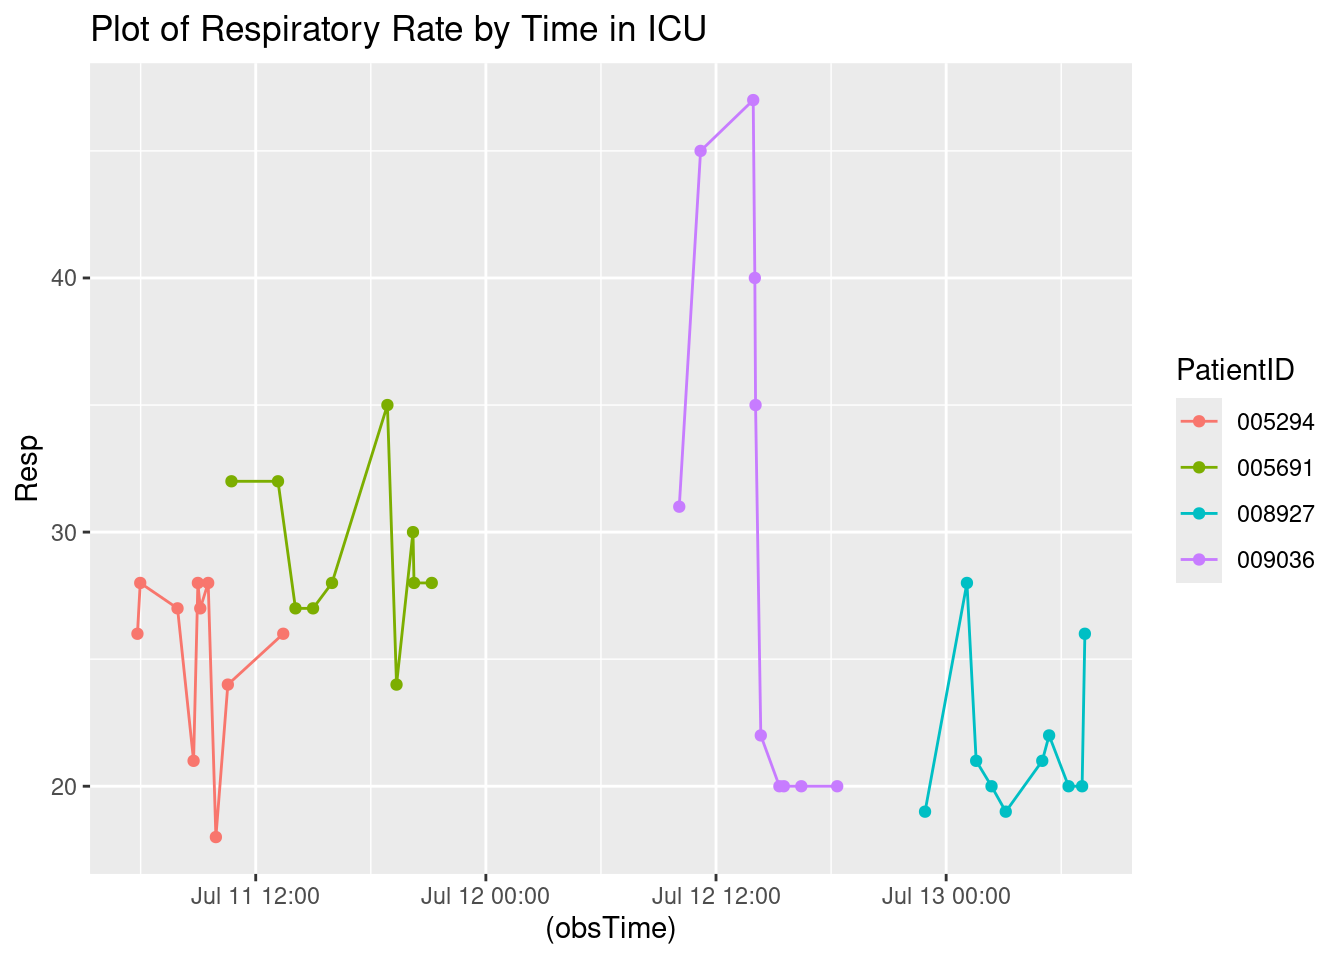 Plot of Respiratory Rate by Time in ICU
Resp
40
30
20
Jul 11 12:00
Jul 12 00:00
Jul 12 12:00
Jul 13 00:00
(obsTime)
PatientID
005294
005691
008927
009036